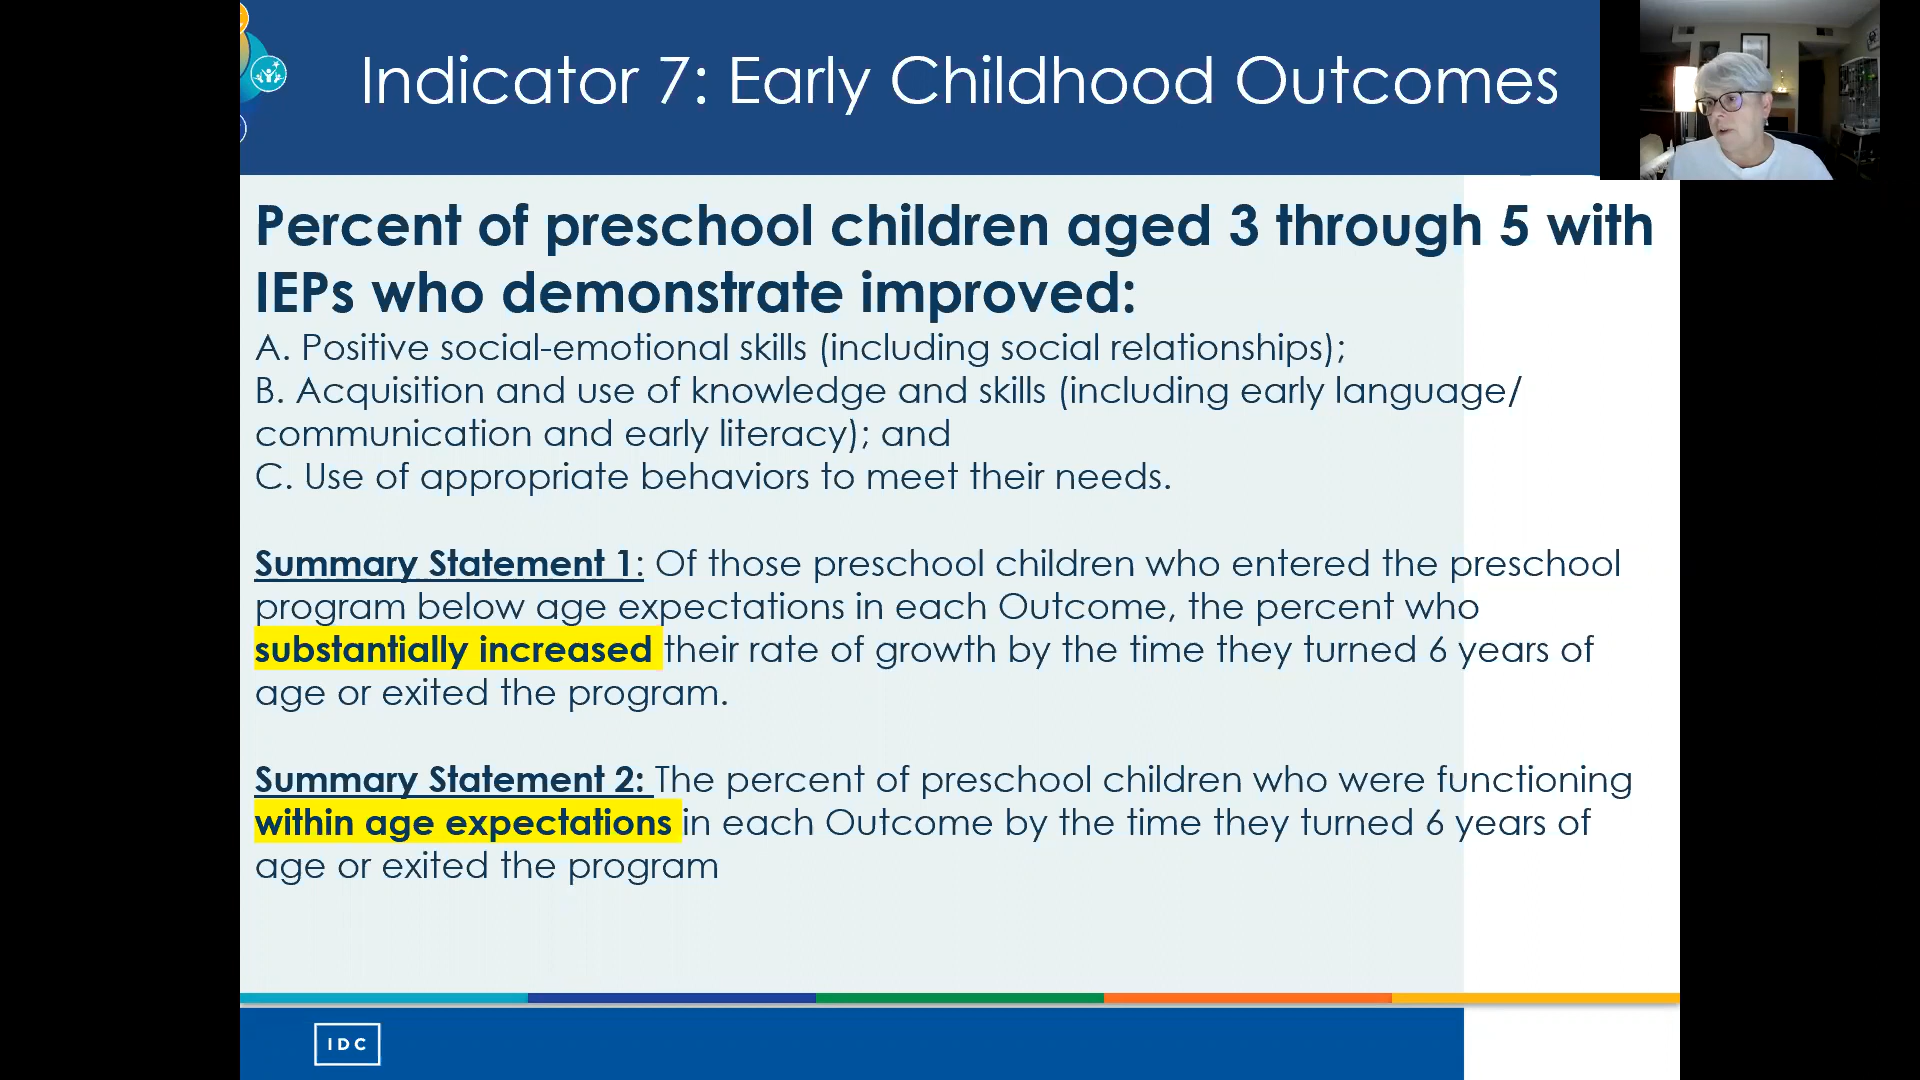 Indicator 7: Early Childhood Outcomes
Percent of preschool children aged 3 through 5 with
IEPs who demonstrate improved:
A. Positive social-emotional skills (including social relationships);
B. Acquisition and use of knowledge and skills (including early language/
communication and early literacy); and
C. Use of appropriate behaviors to meet their needs.
Summary Statement 1: Of those preschool children who entered the preschool
program below age expectations in each Outcome, the percent who
substantially increased their rate of growth by the time they turned 6 years of
age or exited the program.
Summary Statement 2: The percent of preschool children who were functioning
within age expectations in each Outcome by the time they turned 6 years of
age or exited the program
IDC